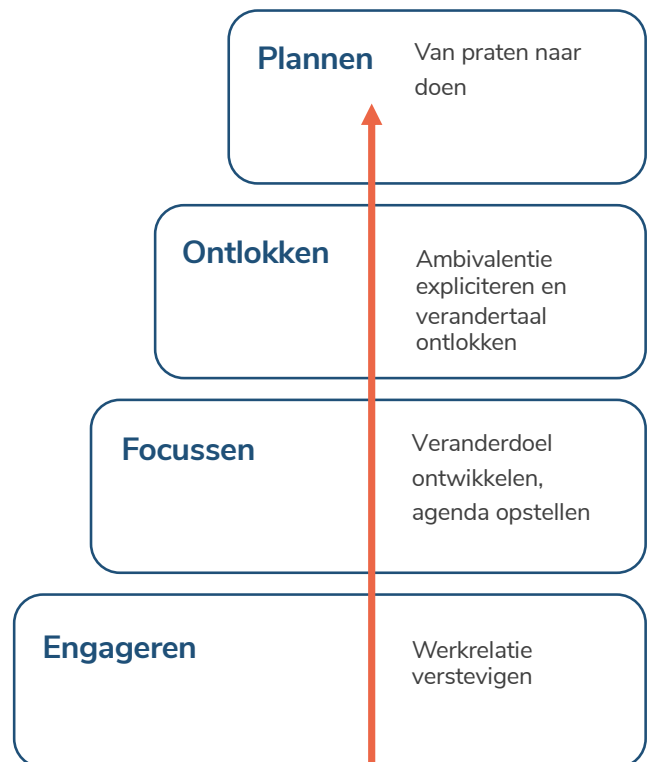 Plannen
Van praten naar
doen
Ontlokken
Ambivalentie
expliciteren en
verandertaal
ontlokken
Focussen
Veranderdoel
ontwikkelen,
agenda opstellen
Engageren
Werkrelatie
verstevigen